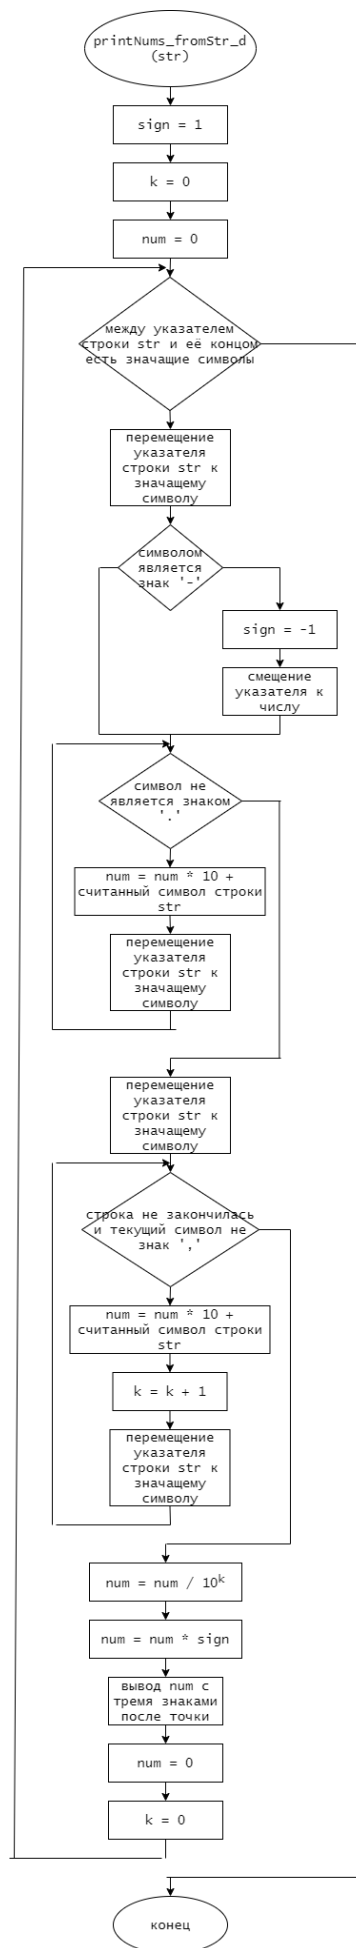 printNums_fromStr_d
(str)
sign = 1
k = 0
num = 0
между указателем
строки str и её концом
есть значащие символы
перемещение
указателя
строки str к
значащему
символу
символом
является
знак '-'
sign = -1
смещение
указателя к
числу
символ не
является знаком
'.'
num = num * 10 +
считанный символ строки
str
перемещение
указателя
строки str к
значащему
символу
перемещение
указателя
строки str к
значащему
символу
строка не закончилась
и текущий символ не
знак ','
num = num * 10 +
считанный символ строки
str
k = k + 1
перемещение
указателя
строки str к
значащему
символу
num = num / 10ᵏ
num = num * sign
вывод num с
тремя знаками
после точки
num = 0
k = 0
конец